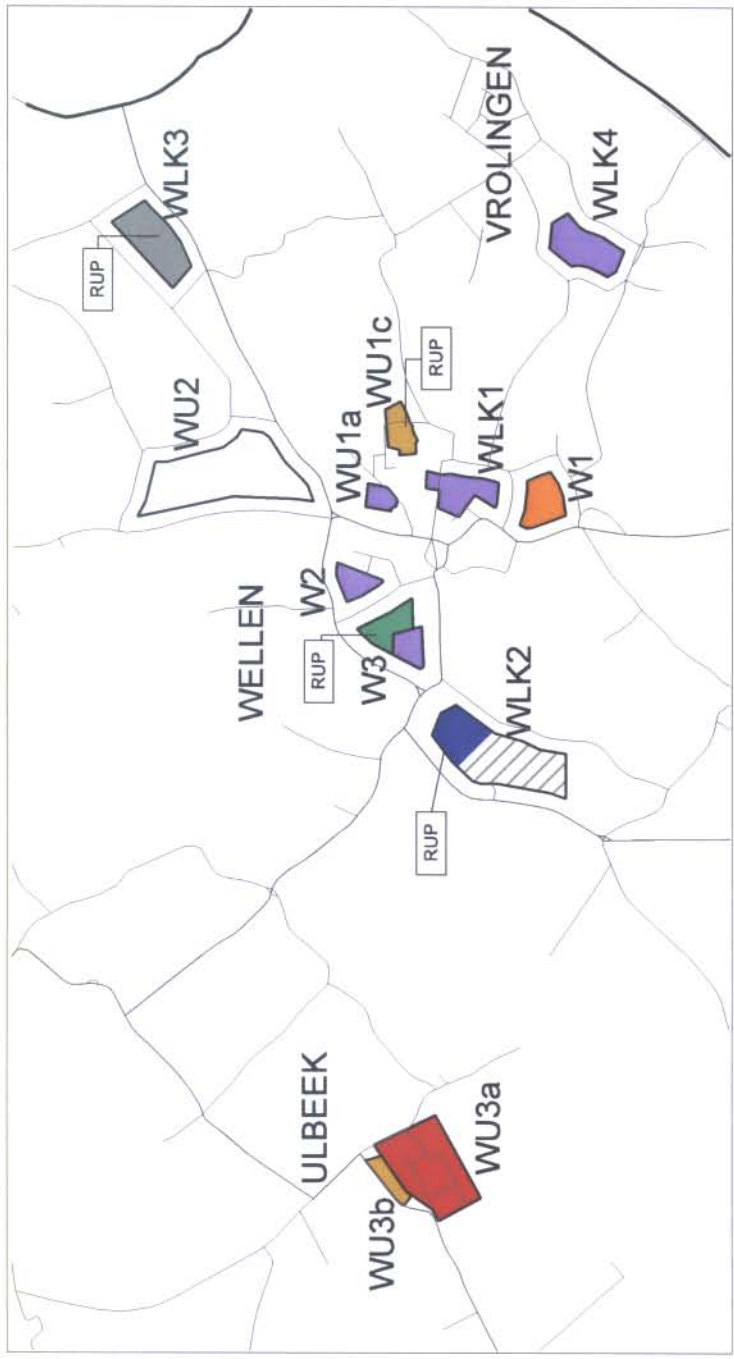 RUP
WLK3
WU2
WELLEN
ULBEEK
W2
RUP
WU1a
W3
WU3b
WU1c
RUP
RUP
WU3a
WLK1
VROLINGEN
WLK2
W1
WLK4